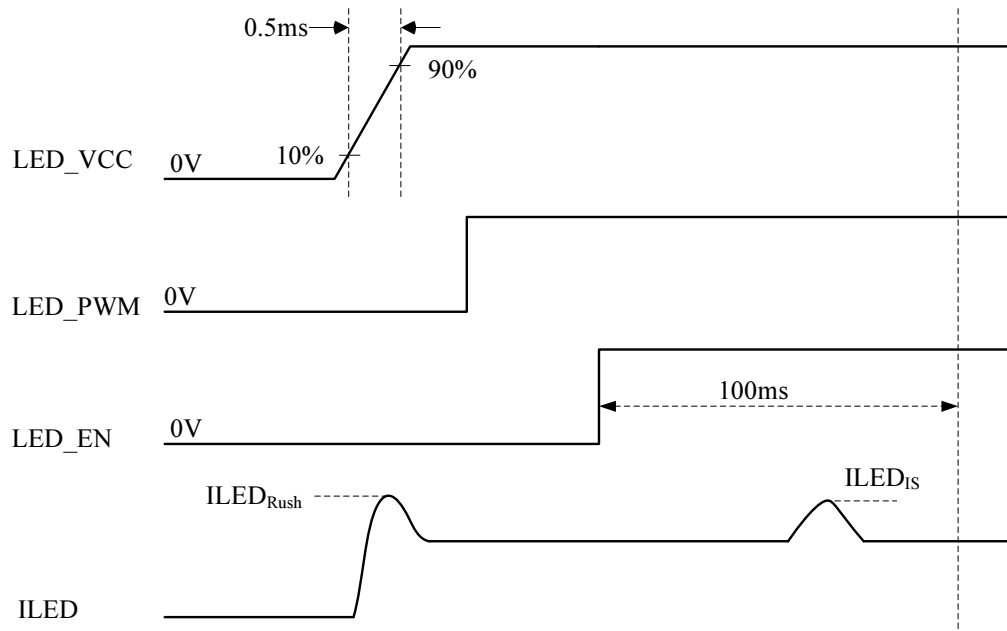 0.5ms
90%
10%
LED_VCC 0V
0V
LED_PWM
100ms
0V
LED_EN
ILEDRush
ILEDIS
ILED